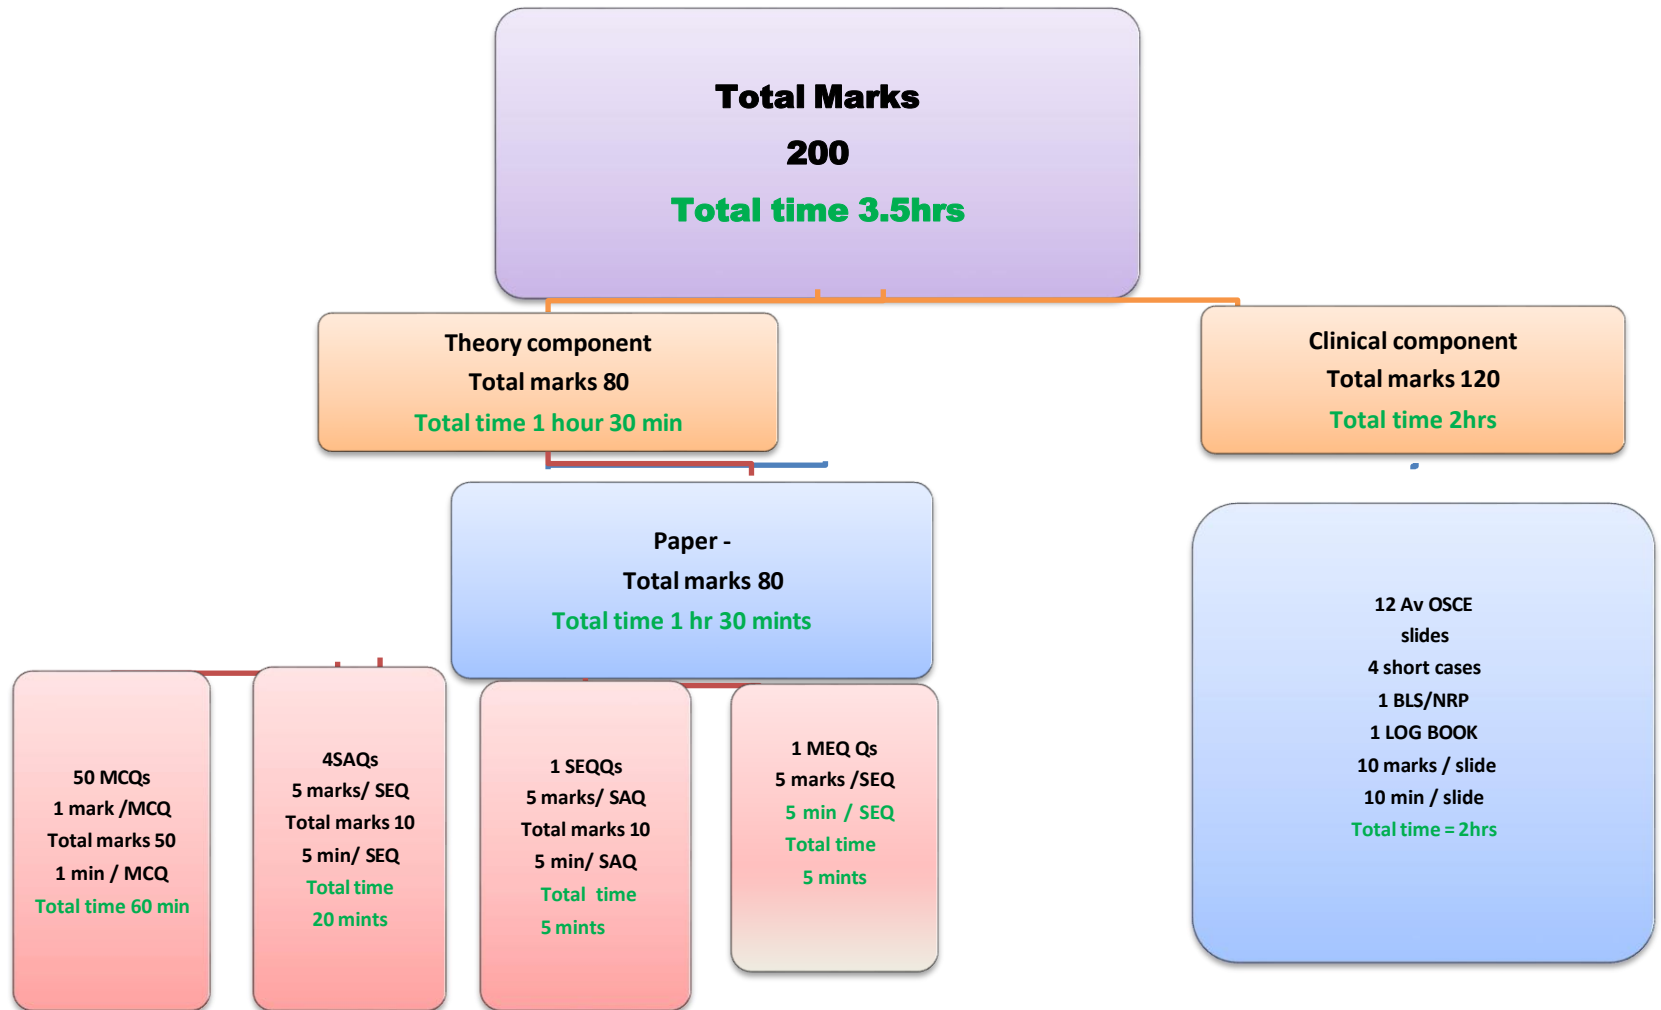 Total Marks
200
Total time 3.5hrs
Theory component
Total marks 80
Total time 1 hour 30 min
Clinical component
Total marks 120
Total time 2hrs
Paper -
Total marks 80
Total time 1 hr 30 mints
50 MCQs
1 mark /MCQ
Total marks 50
1 min / MCQ
Total time 60 min
4SAQs
5 marks/ SEQ
Total marks 10
5 min/ SEQ
Total time
20 mints
1 SEQQs
5 marks/ SAQ
Total marks 10
5 min/ SAQ
Total time
5 mints
1 MEQ Qs
5 marks /SEQ
5 min / SEQ
Total time
5 mints
12 Av OSCE
slides
4 short cases
1 BLS/NRP
1 LOG BOOK
10 marks / slide
10 min / slide
Total time = 2hrs